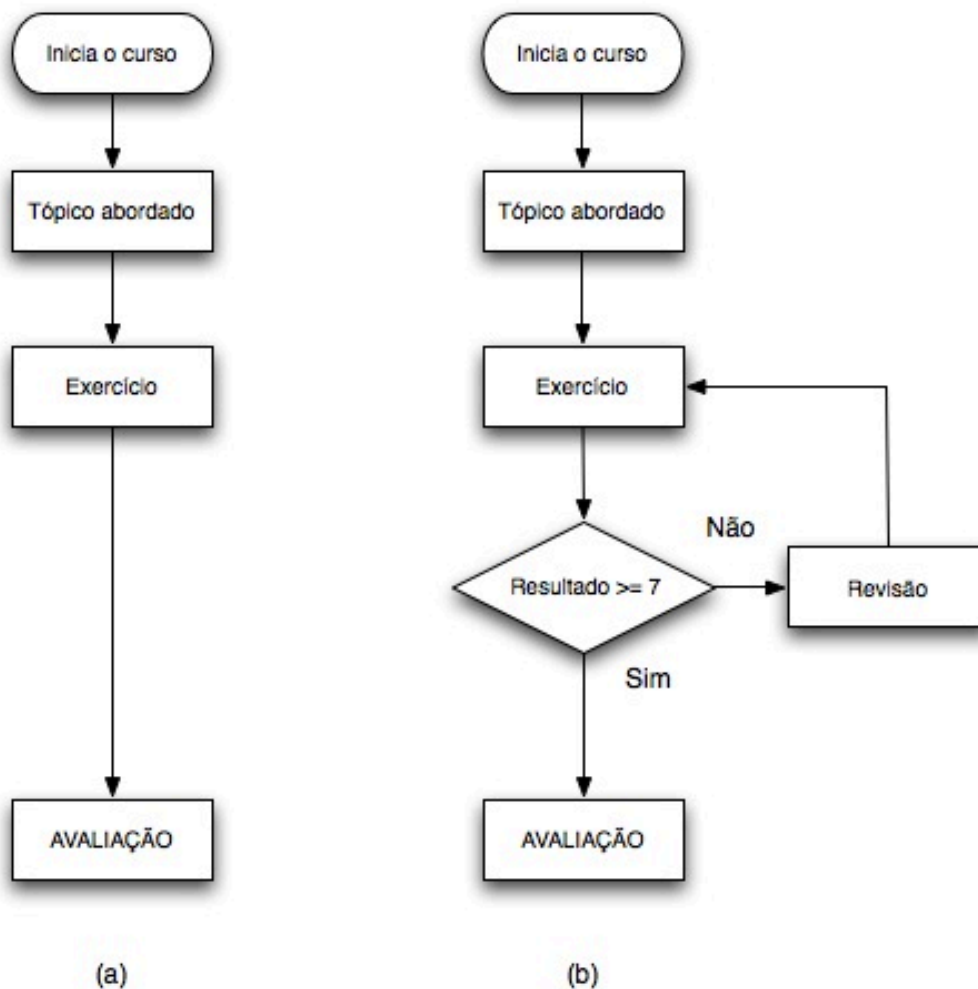 Inicia o curso
Tópico abordado
Exercício
AVALIAÇÃO
(a)
Inicia o curso
Tópico abordado
Exercício
Resultado >= 7
Não
Revisão
Sim
AVALIAÇÃO
(b)